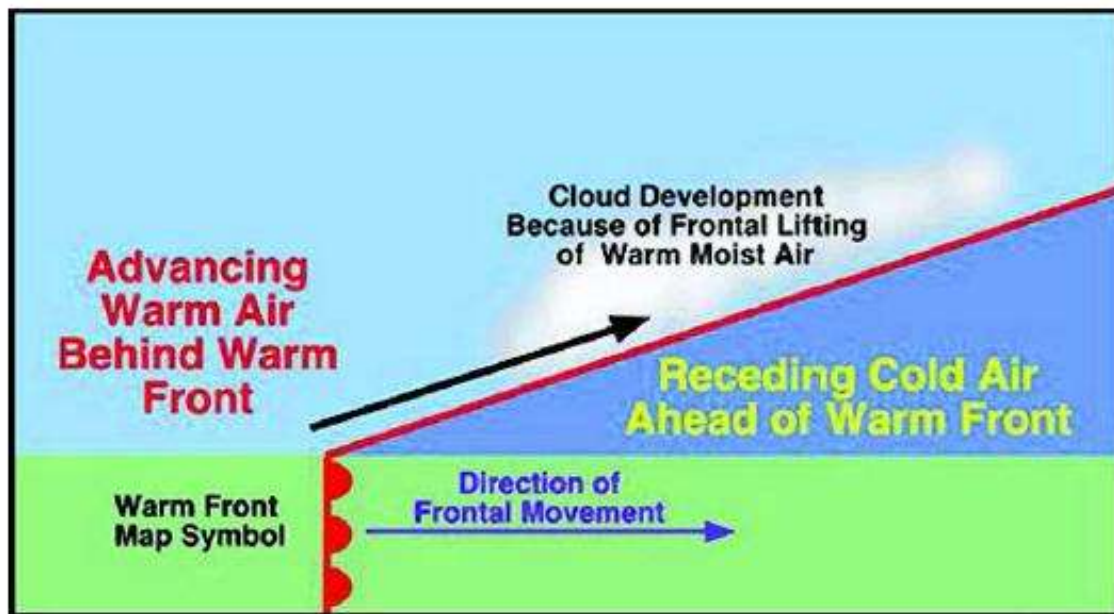 Cloud Development
Because of Frontal Lifting
of Warm Moist Air
Advancing
Warm Air
Behind Warm
Front
Receding Cold Air
Ahead of Warm Front
Warm Front
Map Symbol
Direction of
Frontal Movement